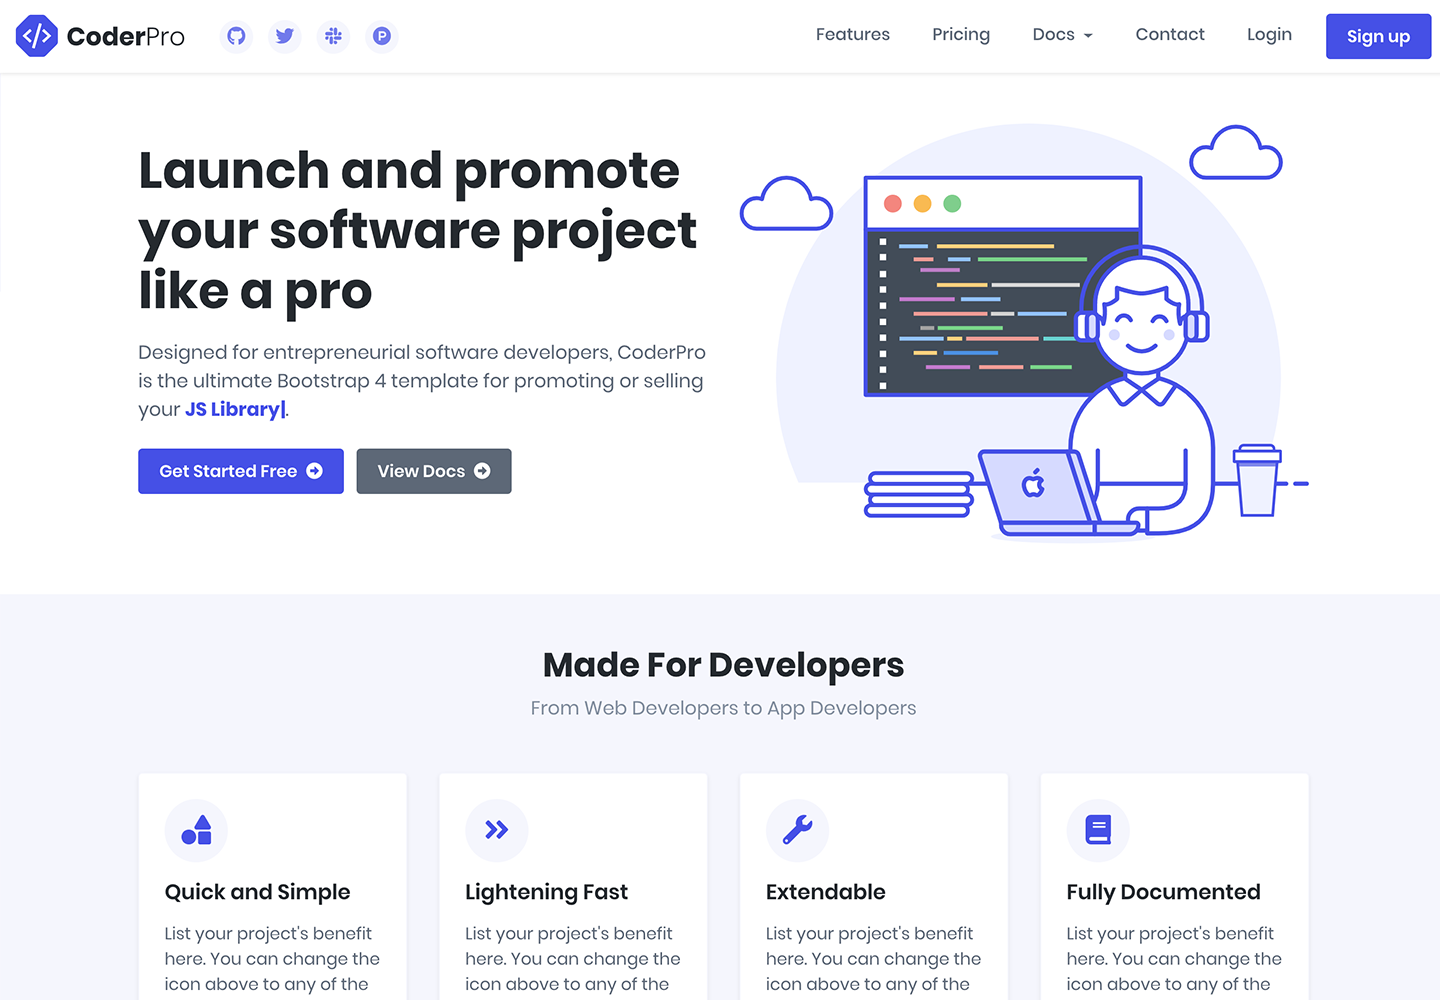 CoderPro
Features Pricing Docs Contact Login Sign up
Launch and promote
your software project
like a pro
Designed for entrepreneurial software developers, CoderPro
is the ultimate Bootstrap 4 template for promoting or selling
your JS Library|.
Get Started Free View Docs
Made For Developers
From Web Developers to App Developers
Quick and Simple
List your project's benefit
here. You can change the
icon above to any of the
Lightening Fast
List your project's benefit
here. You can change the
icon above to any of the
Extendable
List your project's benefit
here. You can change the
icon above to any of the
Fully Documented
List your project's benefit
here. You can change the
icon above to any of the